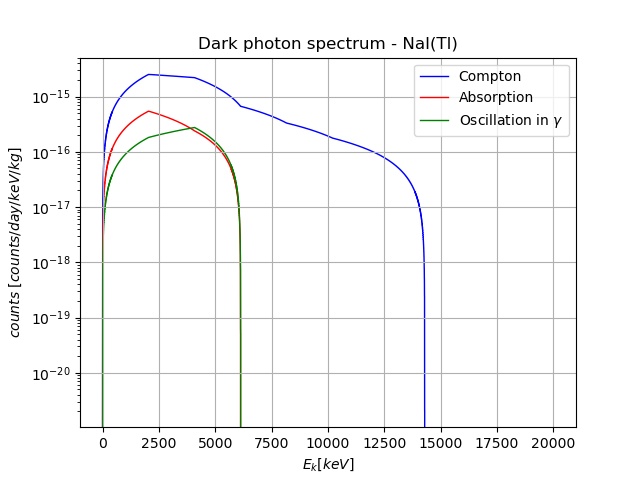 Dark photon spectrum - NaI(Tl)
Compton
Absorption
Oscillation in γ
counts [counts/day/keV/kg]
10⁻¹⁵
10⁻¹⁶
10⁻¹⁷
10⁻¹⁸
10⁻¹⁹
10⁻²⁰
0 2500 5000 7500 10000 12500 15000 17500 20000
Eₖ[keV]